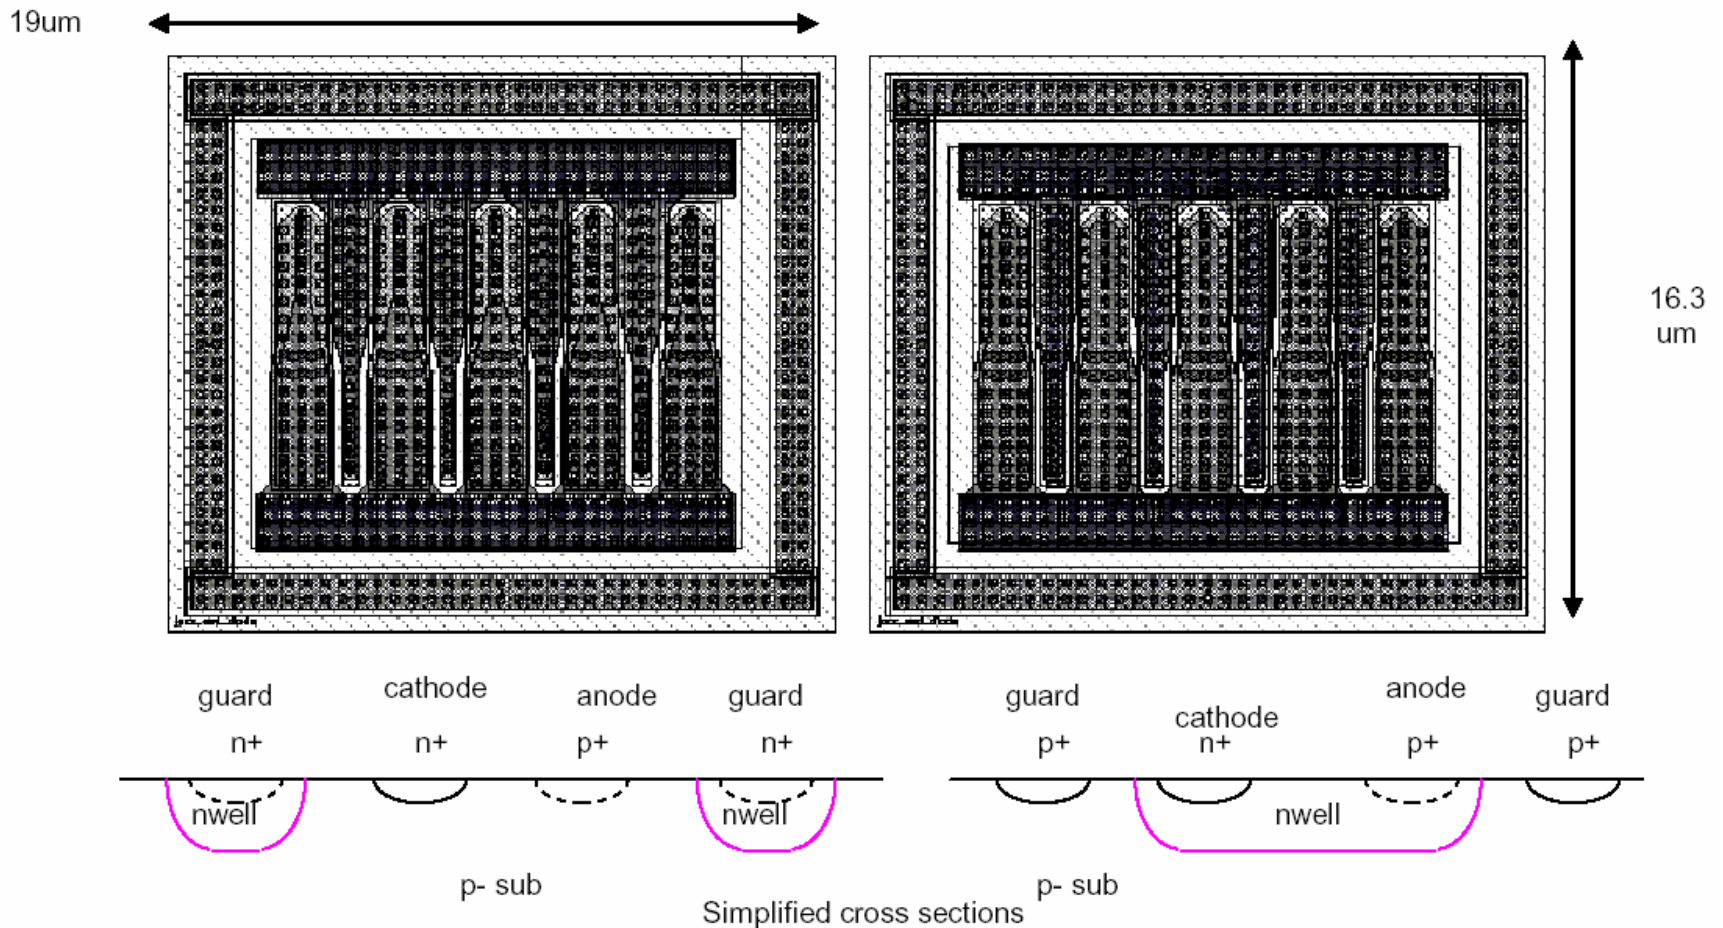 19um
16.3
um
guard cathode anode guard
n+ n+ p+ n+
nwell nwell
p- sub
guard cathode anode guard
p+ n+ p+ p+
nwell
p- sub
Simplified cross sections